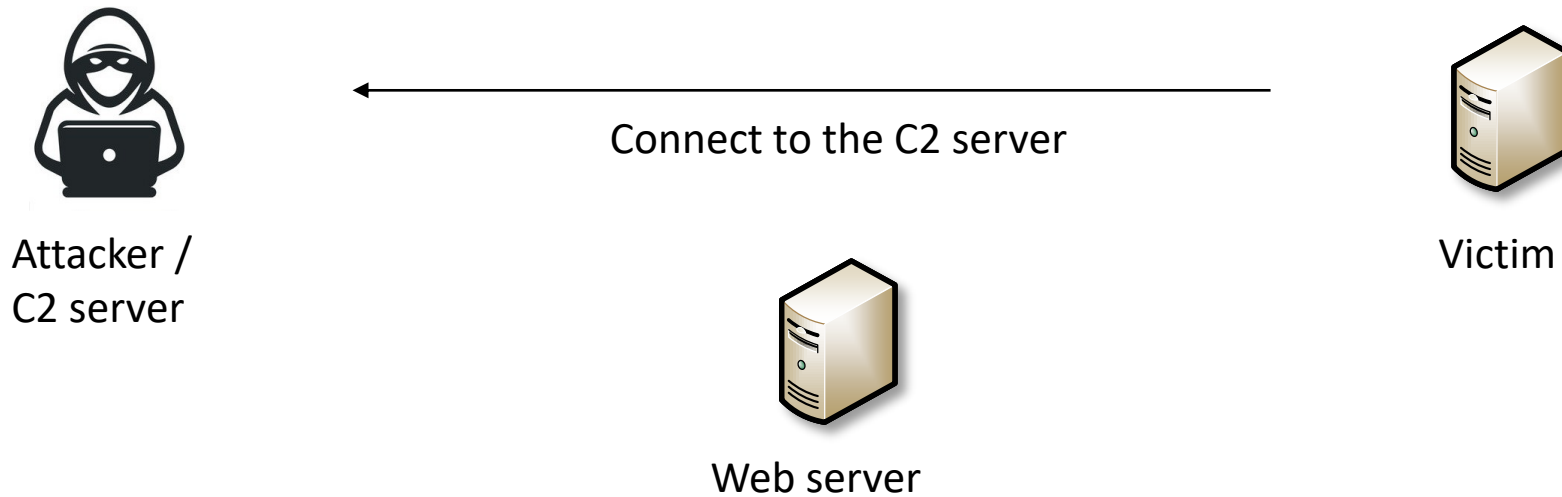 Connect to the C2 server
Attacker /
C2 server
Victim
Web server